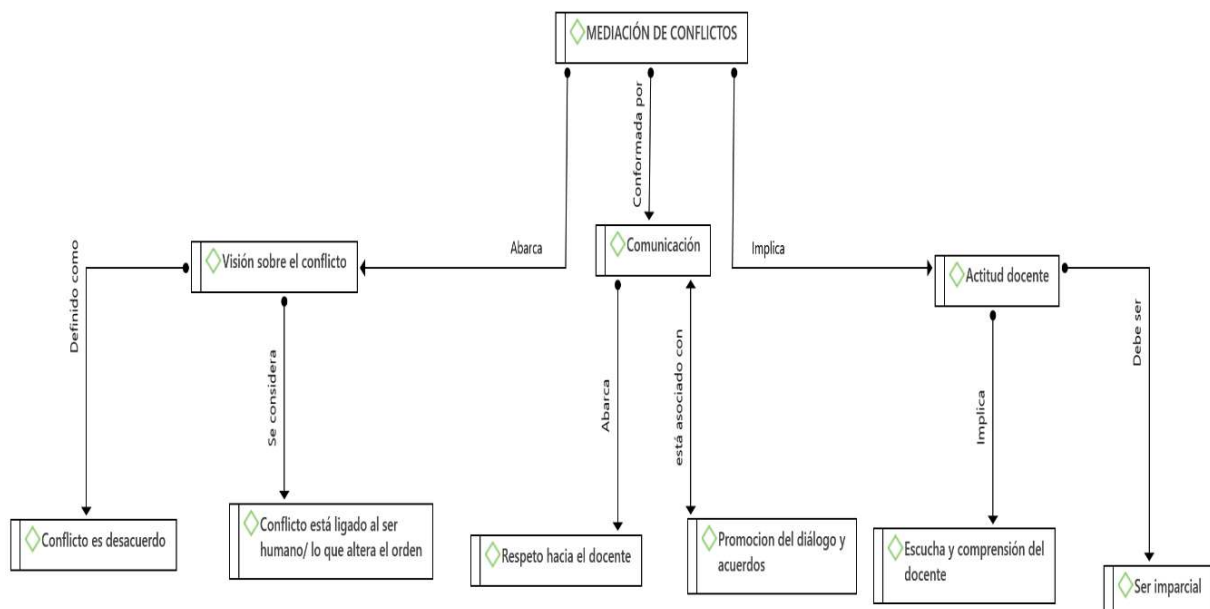 MEDIACIÓN DE CONFLICTOS
Conformada por
Abarca
Implica
Visión sobre el conflicto
Comunicación
Actitud docente
Definido como
Se considera
Abarca
está asociado con
Implica
Debe ser
Conflicto es desacuerdo
Conflicto está ligado al ser
humano/ lo que altera el orden
Respeto hacia el docente
Promocion del diálogo y
acuerdos
Escucha y comprensión del
docente
Ser imparcial